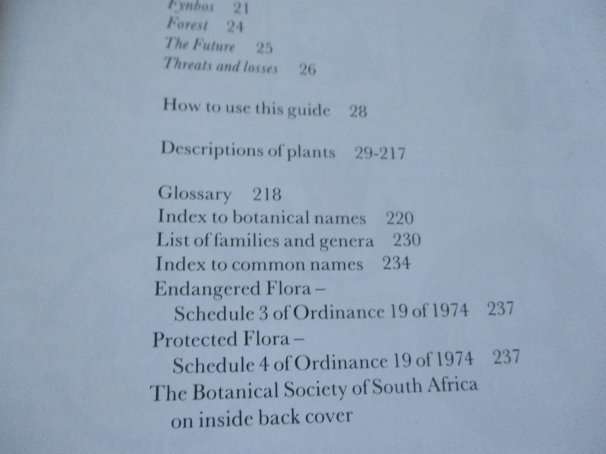 Fynbos 21
Forest 24
The Future 25
Threats and losses 26
How to use this guide 28
Descriptions of plants 29-217
Glossary 218
Index to botanical names 220
List of families and genera 230
Index to common names 234
Endangered Flora –
Schedule 3 of Ordinance 19 of 1974 237
Protected Flora –
Schedule 4 of Ordinance 19 of 1974 237
The Botanical Society of South Africa
on inside back cover